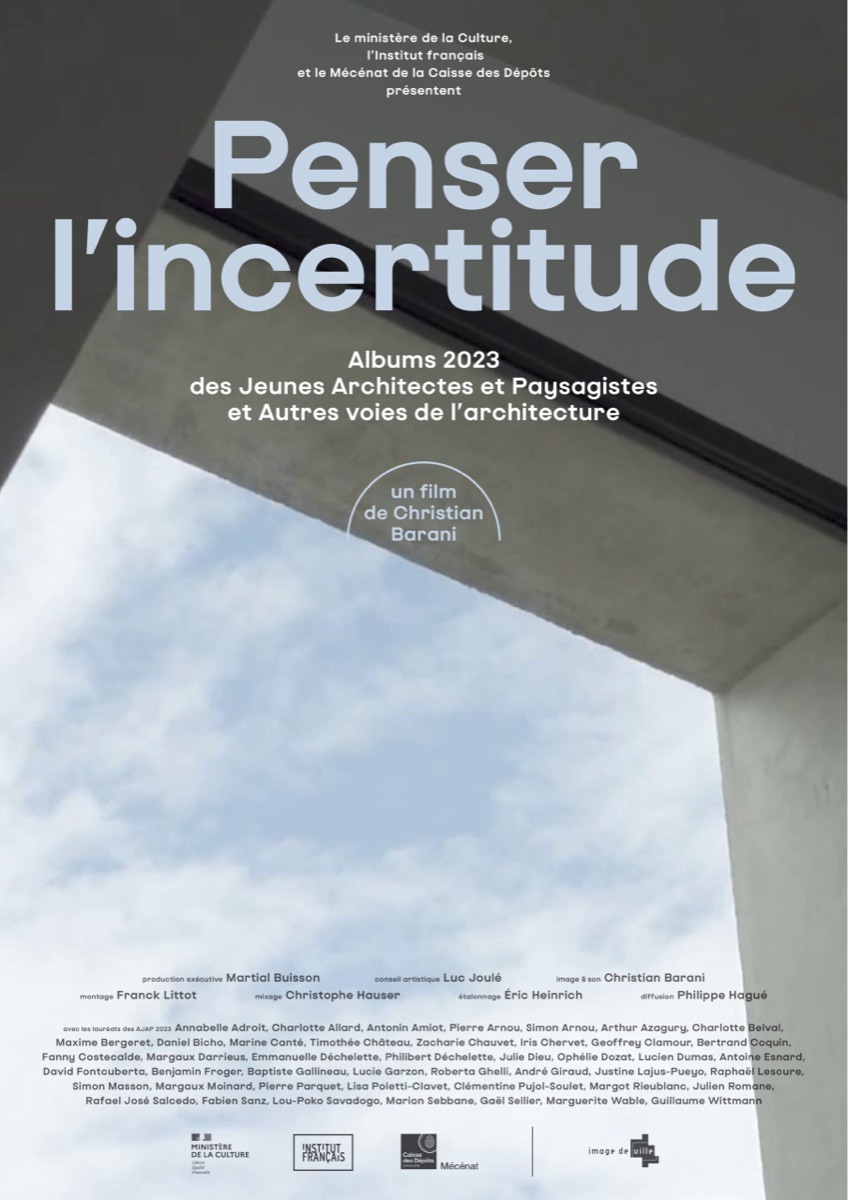 Le ministère de la Culture,
l'Institut français
et le Mécénat de la Caisse des Dépôts
présentent
Penser
l'incertitude
Albums 2023
des Jeunes Architectes et Paysagistes
et Autres voies de l'architecture
un film
de Christian
Barani
production exécutive Martial Buisson conseil artistique Luc Joulé image & son Christian Barani
montage Franck Littot mixage Christophe Hauser étalonnage Éric Heinrich diffusion Philippe Hagué
avec les lauréats des AJAP 2023 Annabelle Adroit, Charlotte Allard, Antonin Amiot, Pierre Arnou, Simon Arnou, Arthur Azagury, Charlotte Belval,
Maxime Bergeret, Daniel Bicho, Marine Canté, Timothée Château, Zacharie Chauvet, Iris Chervet, Geoffrey Clamour, Bertrand Coquin,
Fanny Costecalde, Margaux Darrieus, Emmanuelle Déchelette, Philibert Déchelette, Julie Dieu, Ophélie Dozat, Lucien Dumas, Antoine Esnard,
David Fontcuberta, Benjamin Froger, Baptiste Gallineau, Lucie Garzon, Roberta Ghelli, André Giraud, Justine Lajus-Pueyo, Raphaël Lescure,
Simon Masson, Margaux Moinard, Pierre Parquet, Lisa Poletti-Clavet, Clémentine Pujol-Soulet, Margot Rieublanc, Julien Romane,
Rafael José Salcedo, Fabien Sanz, Lou-Poko Savadogo, Marion Sebbane, Gaël Sellier, Marguerite Wable, Guillaume Wittmann
MINISTÈRE
DE LA CULTURE
Liberté
Égalité
Fraternité
INSTITUT
FRANÇAIS
Caisse
des Dépôts
GROUPE
Mécénat
image de ville